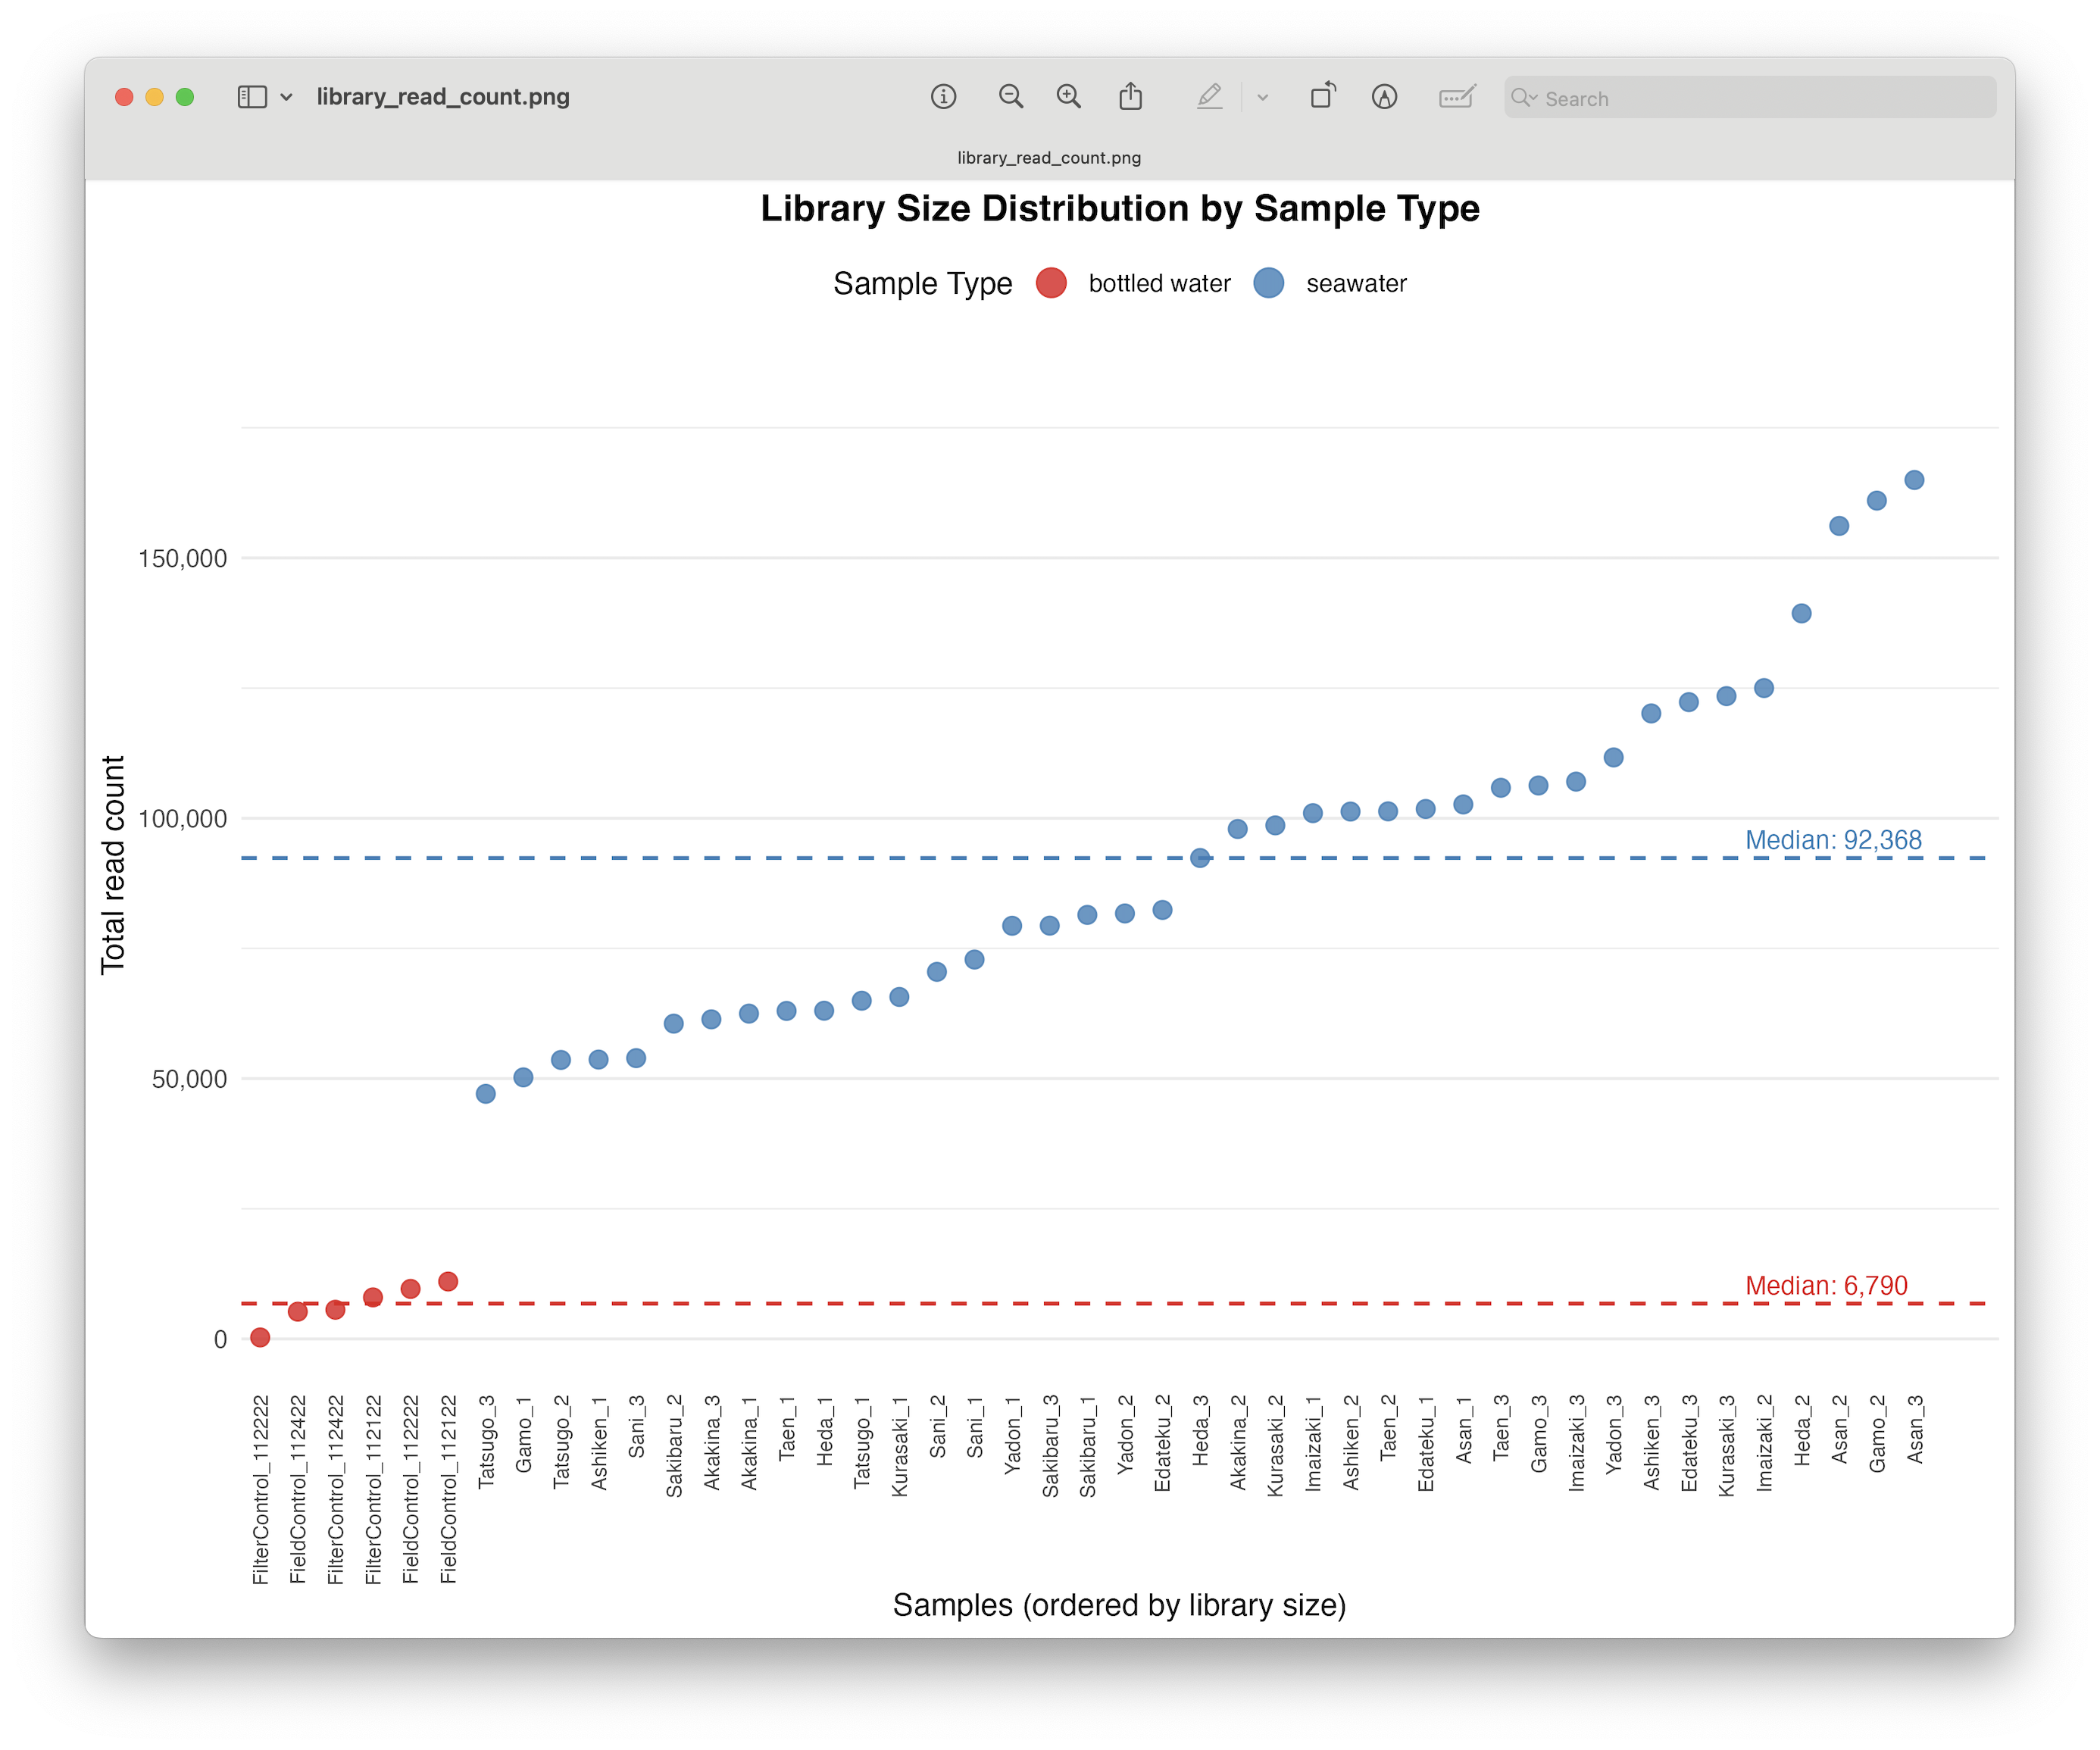 library_read_count.png
Search
library_read_count.png
Library Size Distribution by Sample Type
Sample Type bottled water seawater
Total read count
150,000
100,000
50,000
0
Median: 92,368
Median: 6,790
FilterControl_112222
FieldControl_112422
FilterControl_112422
FilterControl_112122
FieldControl_112222
FieldControl_112122
Tatsugo_3
Gamo_1
Tatsugo_2
Ashiken_1
Sani_3
Sakibaru_2
Akakina_3
Akakina_1
Taen_1
Heda_1
Tatsugo_1
Kurasaki_1
Sani_2
Sani_1
Yadon_1
Sakibaru_3
Sakibaru_1
Yadon_2
Edateku_2
Heda_3
Akakina_2
Kurasaki_2
Imaizaki_1
Ashiken_2
Taen_2
Edateku_1
Asan_1
Taen_3
Gamo_3
Imaizaki_3
Yadon_3
Ashiken_3
Edateku_3
Kurasaki_3
Imaizaki_2
Heda_2
Asan_2
Gamo_2
Asan_3
Samples (ordered by library size)